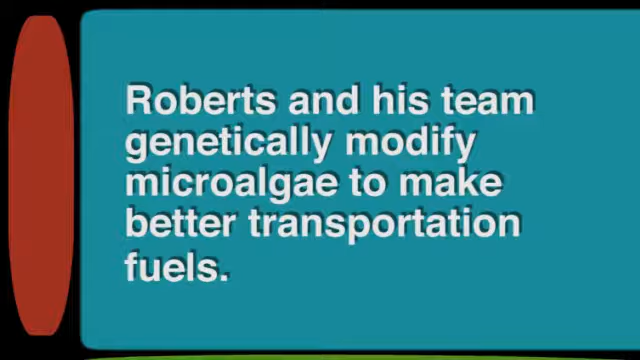 Roberts and his team
genetically modify
microalgae to make
better transportation
fuels.